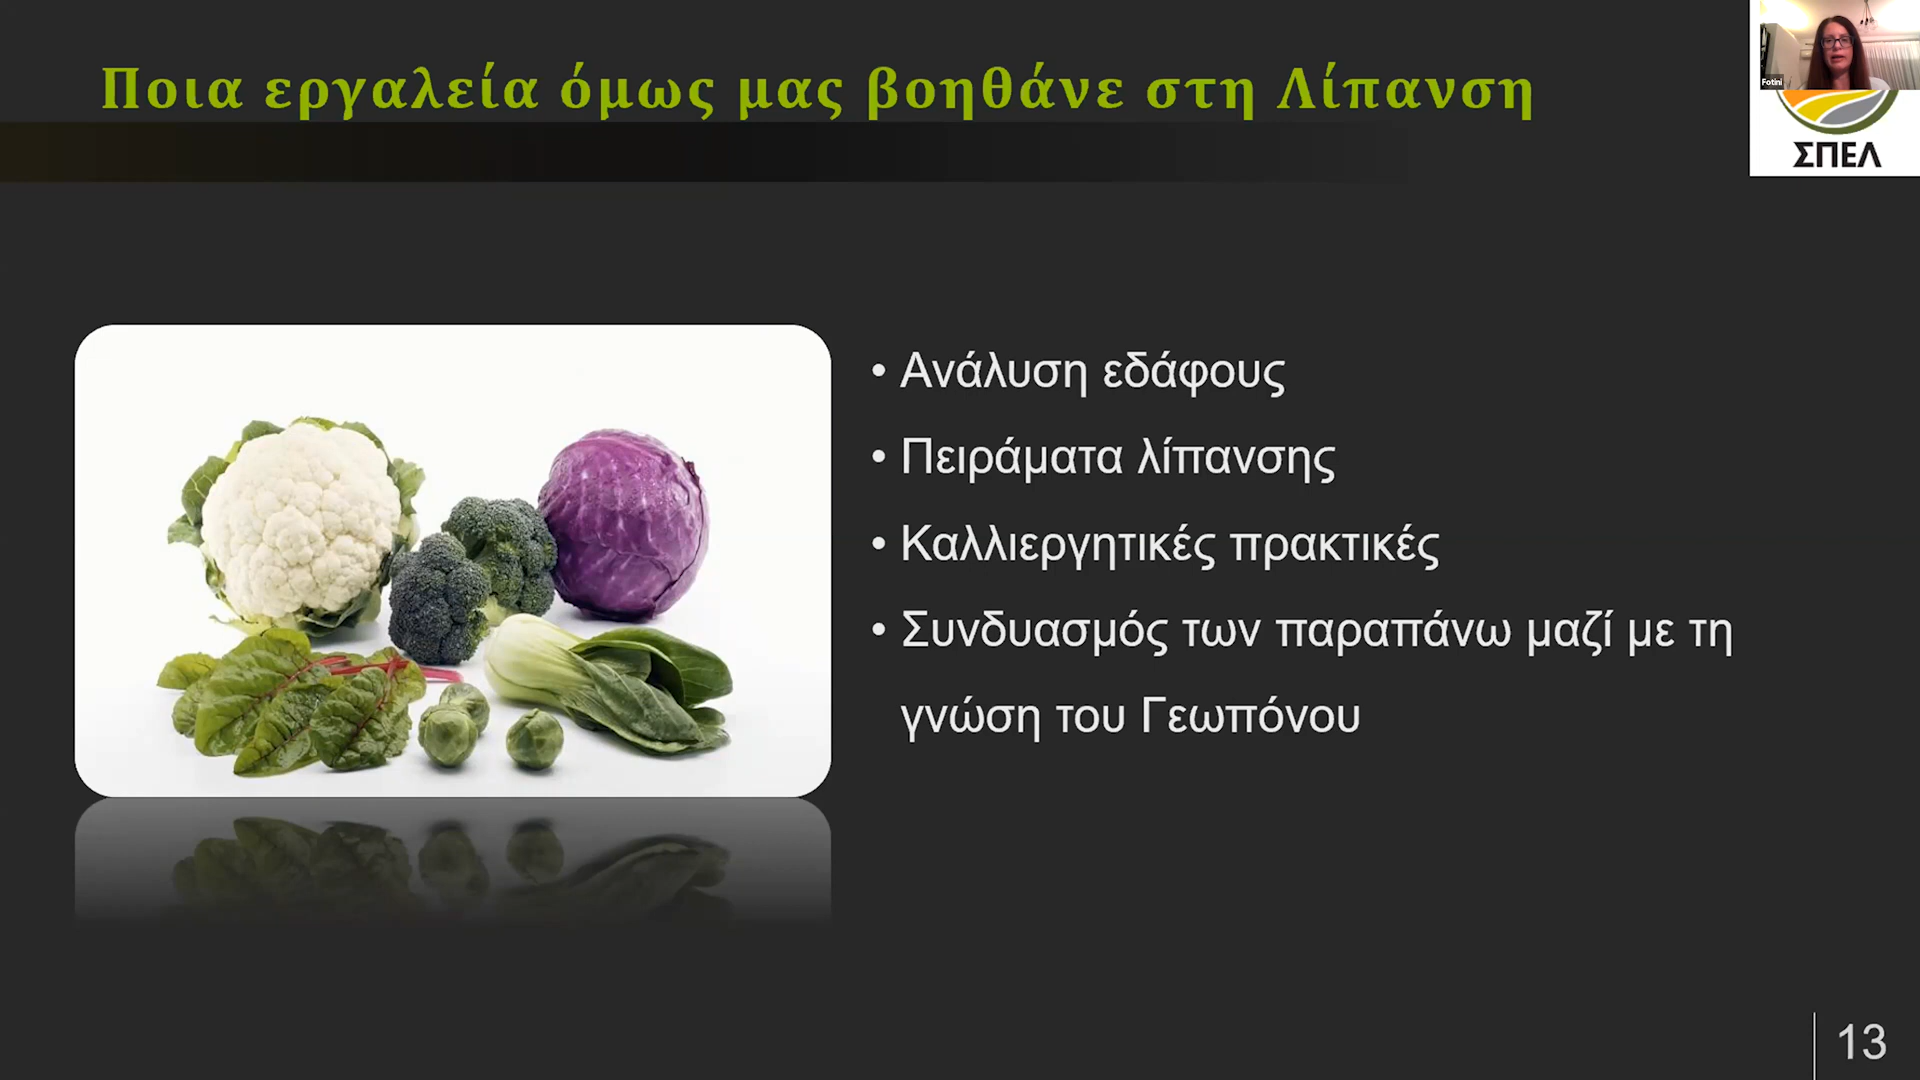 Ποια εργαλεία όμως μας βοηθάνε στη Λίπανση
Fotini
ΣΠΕΛ
• Ανάλυση εδάφους
• Πειράματα λίπανσης
• Καλλιεργητικές πρακτικές
• Συνδυασμός των παραπάνω μαζί με τη
γνώση του Γεωπόνου
13